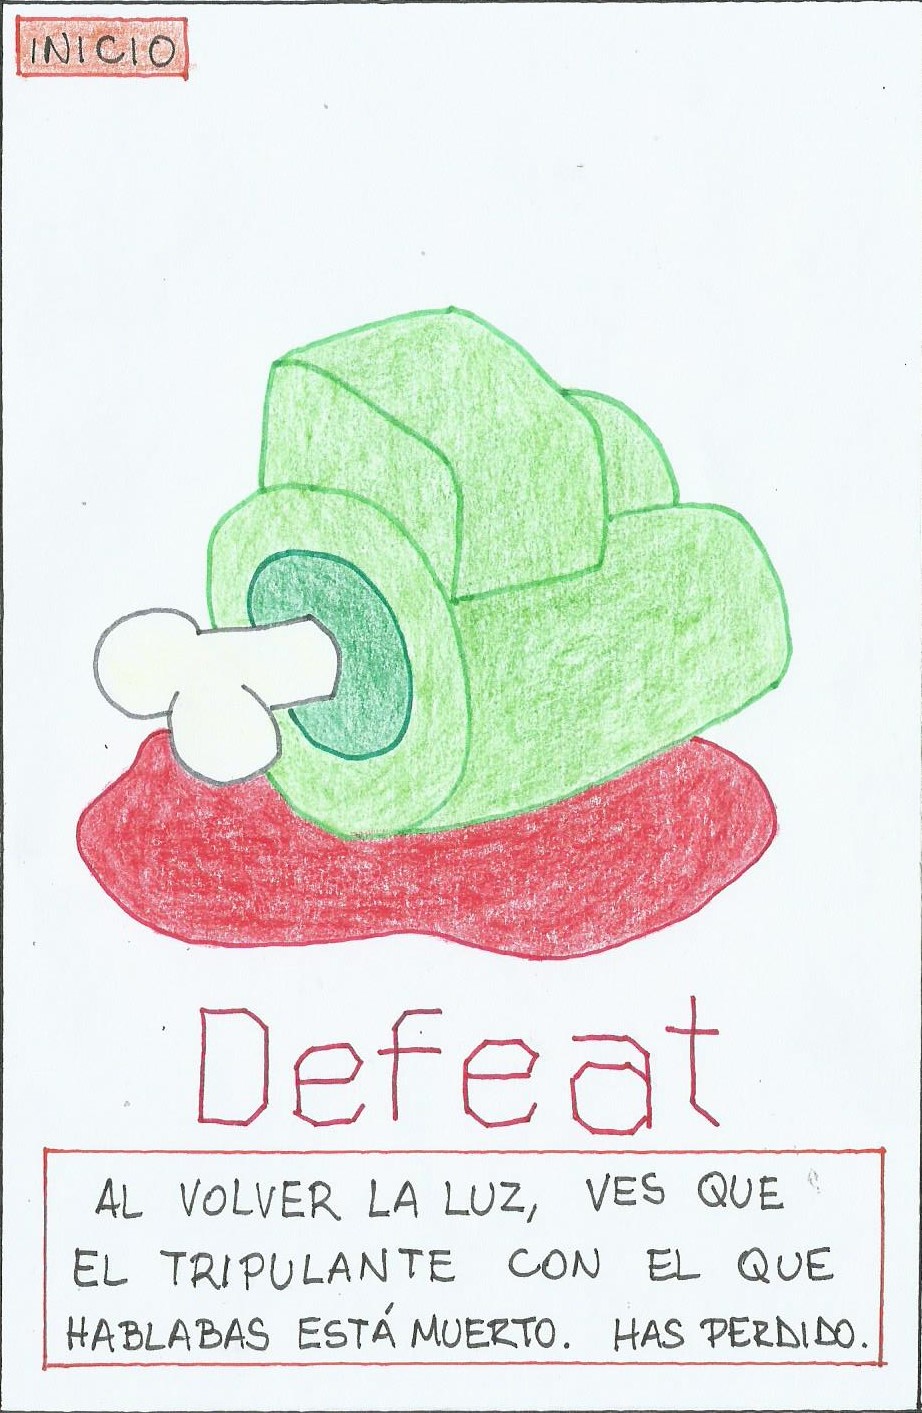 INICIO
Defeat
AL VOLVER LA LUZ, VES QUE
EL TRIPULANTE CON EL QUE
HABLABAS ESTÁ MUERTO. HAS PERDIDO.